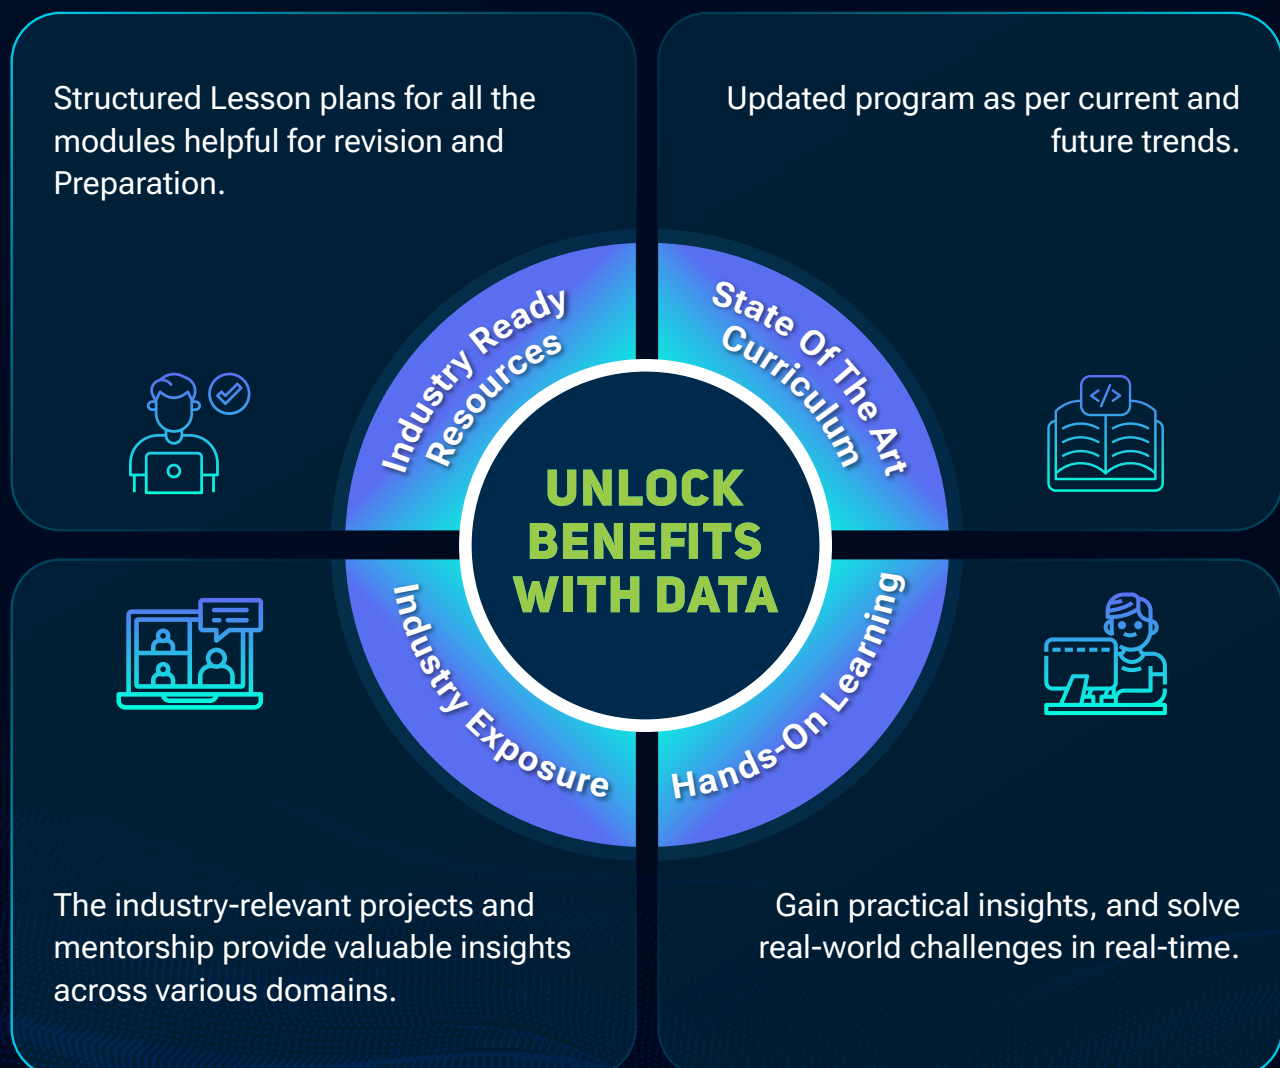 Structured Lesson plans for all the
modules helpful for revision and
Preparation.
Updated program as per current and
future trends.
Industry Ready
Resources
State Of The Art
Curriculum
</>
UNLOCK
BENEFITS
WITH DATA
Industry Exposure
Hands-On Learning
The industry-relevant projects and
mentorship provide valuable insights
across various domains.
Gain practical insights, and solve
real-world challenges in real-time.